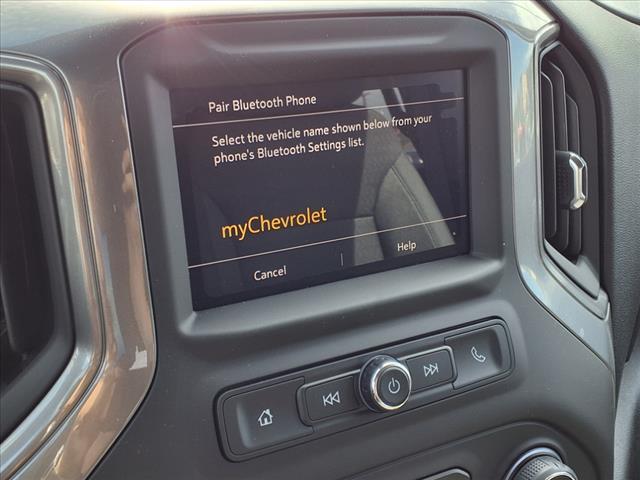 Pair Bluetooth Phone
Select the vehicle name shown below from your
phone's Bluetooth Settings list.
myChevrolet
Cancel
Help